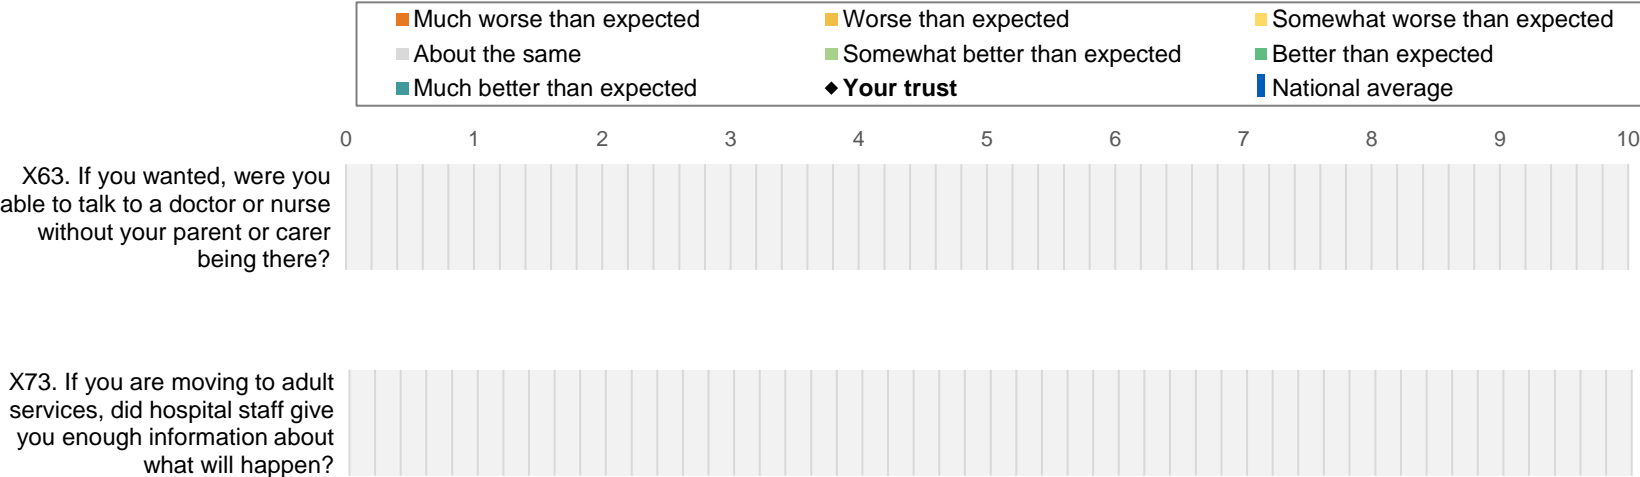 Much worse than expected Worse than expected Somewhat worse than expected
About the same Somewhat better than expected Better than expected
Much better than expected Your trust National average
0 1 2 3 4 5 6 7 8 9 10
X63. If you wanted, were you
able to talk to a doctor or nurse
without your parent or carer
being there?
X73. If you are moving to adult
services, did hospital staff give
you enough information about
what will happen?